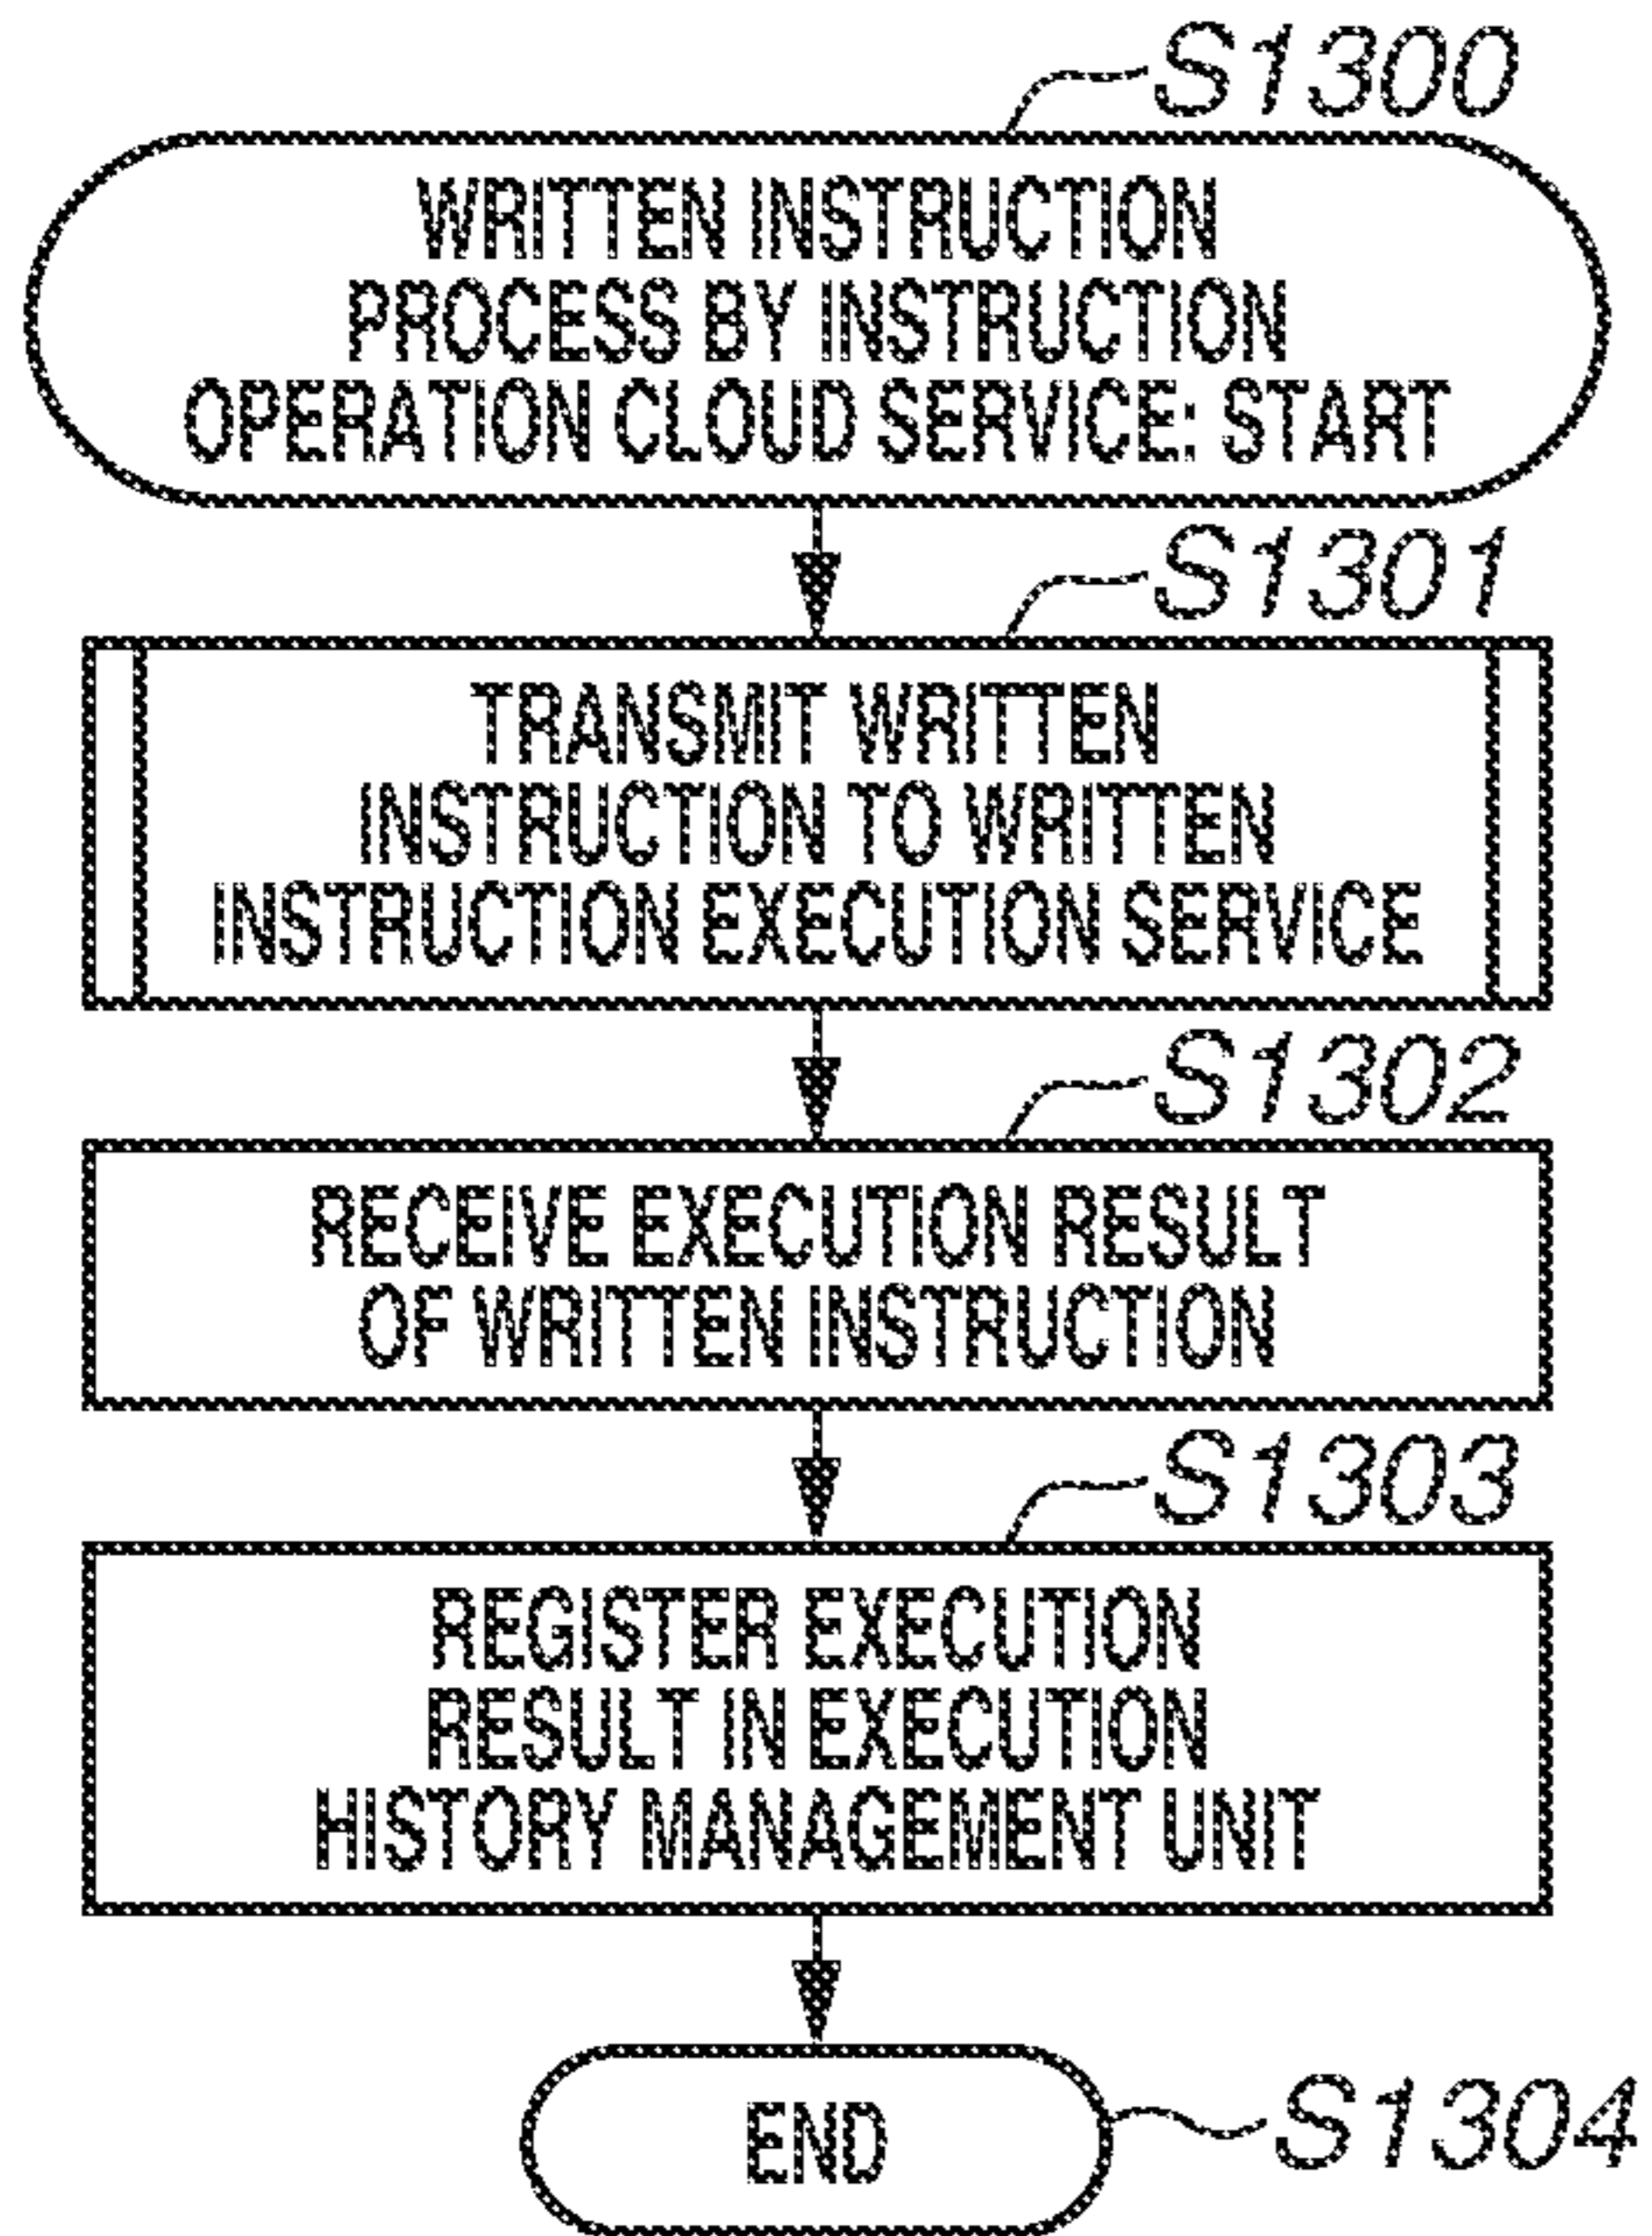 S1300
WRITTEN INSTRUCTION
PROCESS BY INSTRUCTION
OPERATION CLOUD SERVICE: START
S1301
TRANSMIT WRITTEN
INSTRUCTION TO WRITTEN
INSTRUCTION EXECUTION SERVICE
S1302
RECEIVE EXECUTION RESULT
OF WRITTEN INSTRUCTION
S1303
REGISTER EXECUTION
RESULT IN EXECUTION
HISTORY MANAGEMENT UNIT
END
S1304